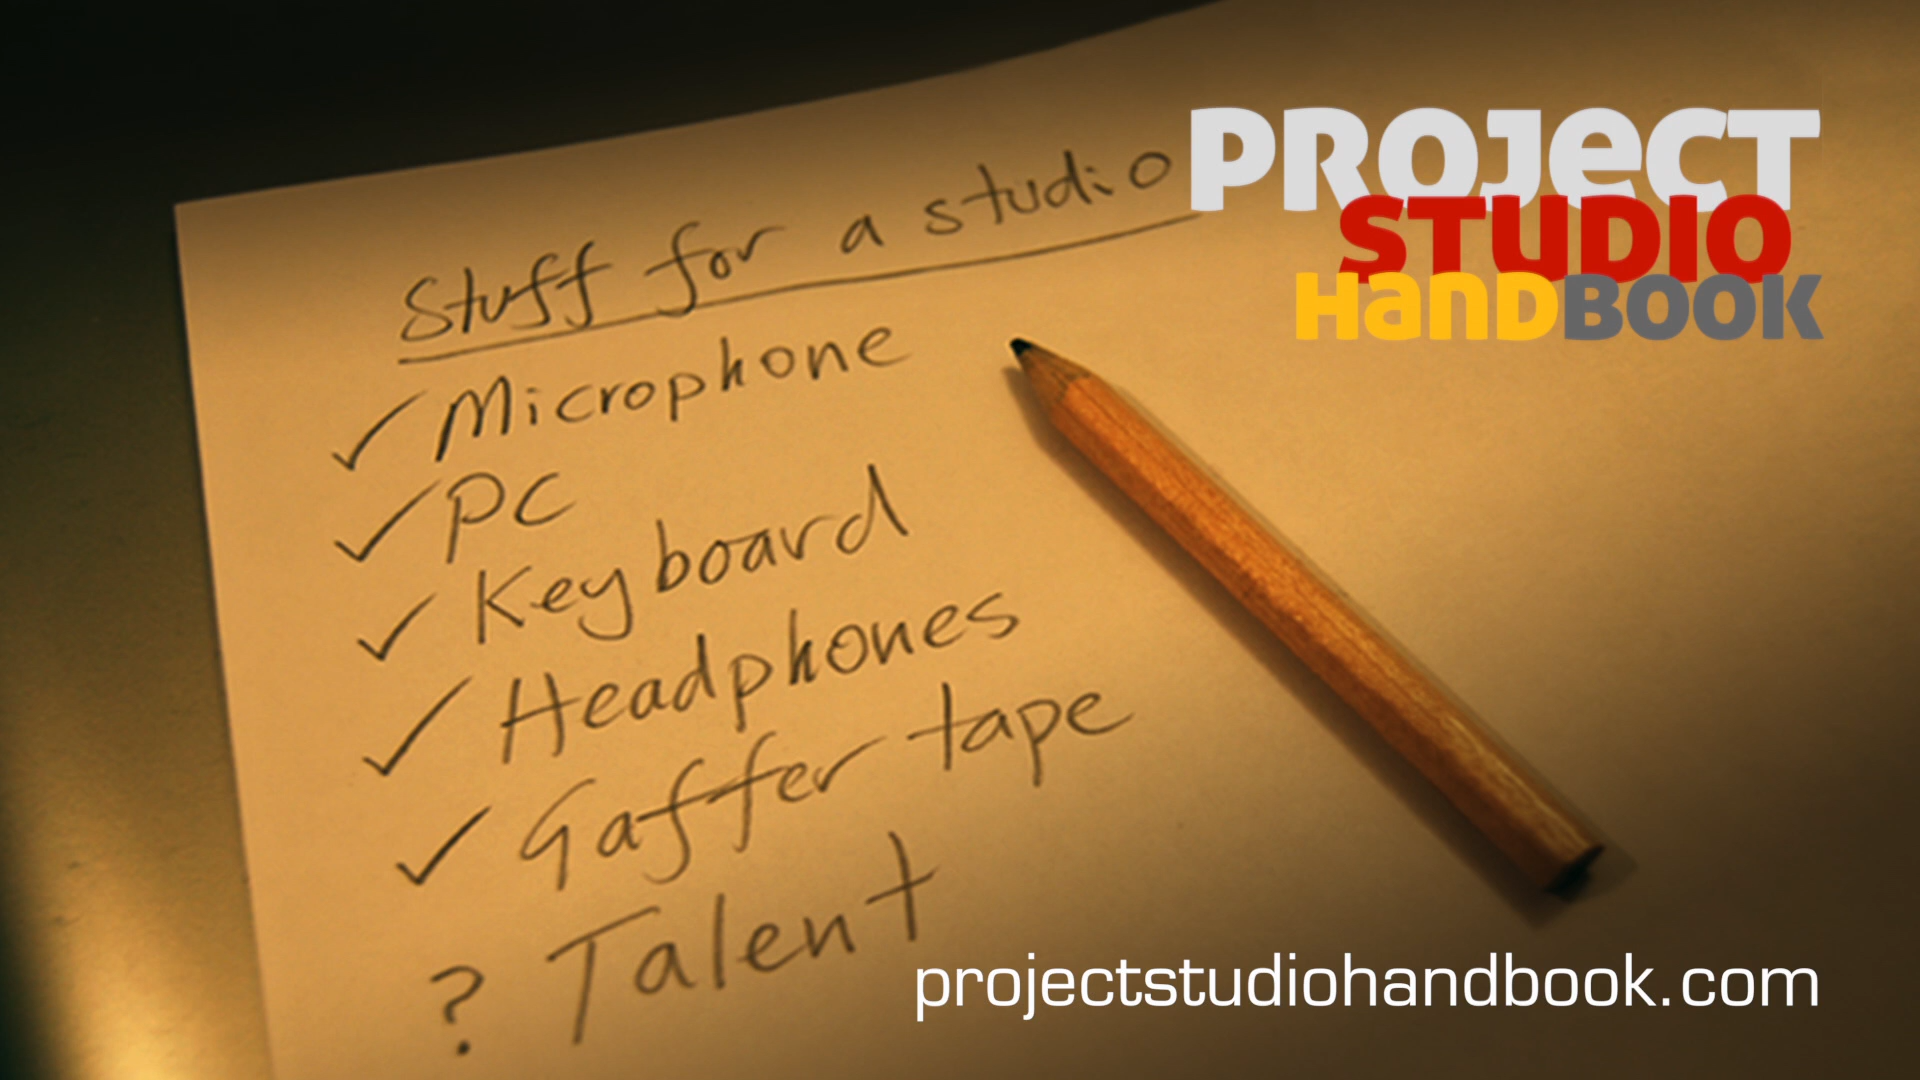 Stuff for a studio
✓ Microphone
✓ PC
✓ Keyboard
✓ Headphones
✓ Gaffer tape
? Talent
PROJECT
STUDIO
HANDBOOK
projectstudiohandbook.com